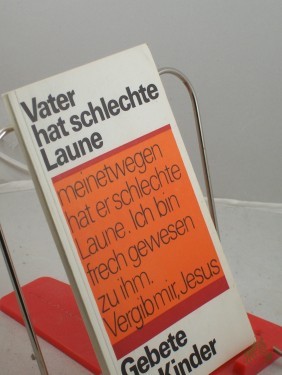 Vater
hat schlechte
Laune
meinetwegen
hat er schlechte
Laune. Ich bin
frech gewesen
zu ihm.
Vergib mir, Jesus
Gebete
Kinder